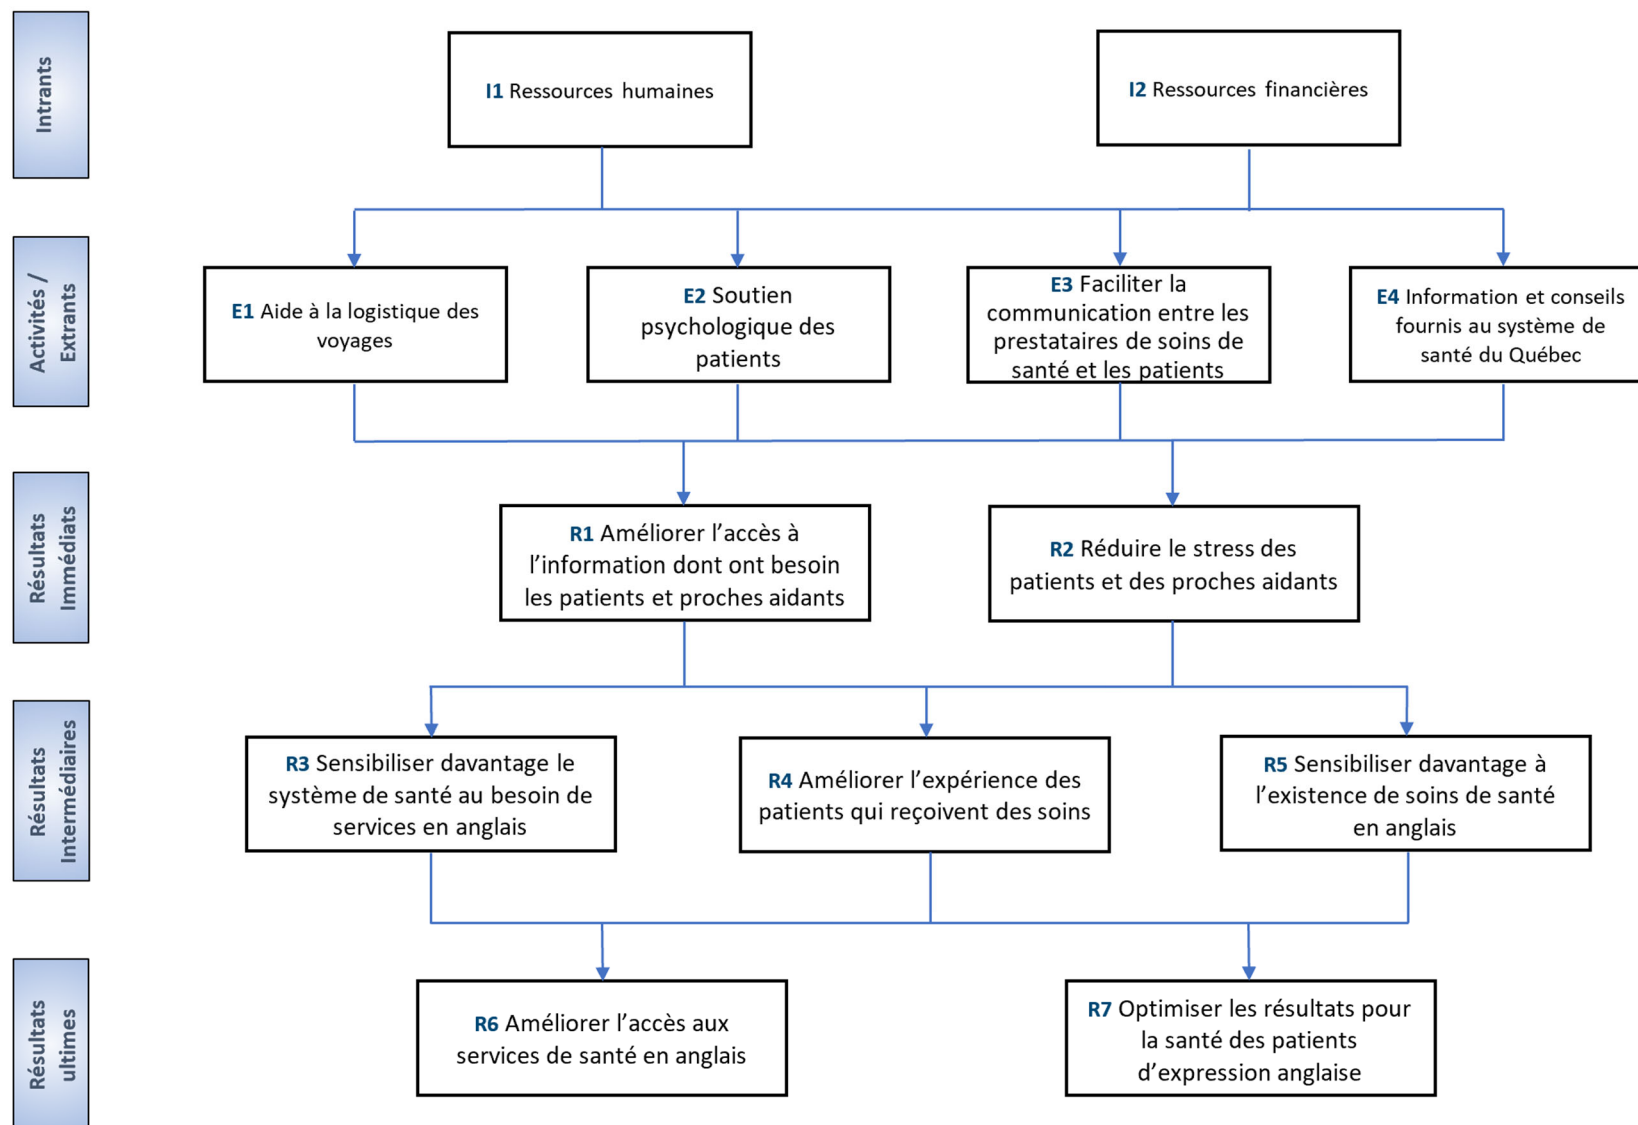 Intrants
I1 Ressources humaines
I2 Ressources financières
Activités /
Extrants
E1 Aide à la logistique des
voyages
E2 Soutien
psychologique des
patients
E3 Faciliter la
communication entre les
prestataires de soins de
santé et les patients
E4 Information et conseils
fournis au système de
santé du Québec
Résultats
Immédiats
R1 Améliorer l’accès à
l’information dont ont besoin
les patients et proches aidants
R2 Réduire le stress des
patients et des proches aidants
Résultats
Intermédiaires
R3 Sensibiliser davantage le
système de santé au besoin de
services en anglais
R4 Améliorer l’expérience des
patients qui reçoivent des soins
R5 Sensibiliser davantage à
l’existence de soins de santé
en anglais
Résultats
ultimes
R6 Améliorer l’accès aux
services de santé en anglais
R7 Optimiser les résultats pour
la santé des patients
d’expression anglaise